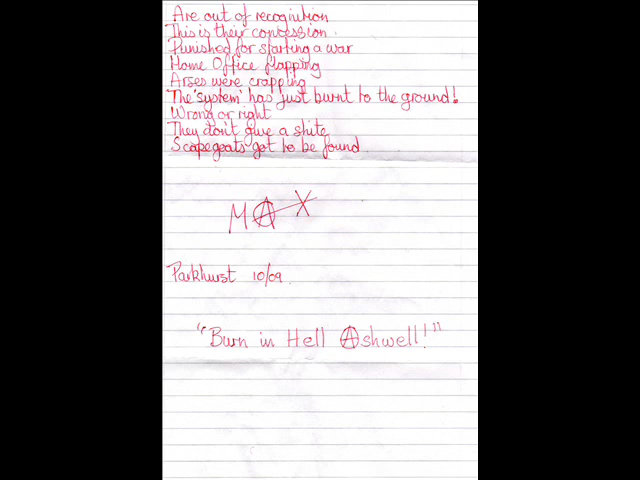 Are out of recognition
This is their concession.
Punished for starting a war
Home Office flapping
Arses were crapping
The 'system' has just burnt to the ground!
Wrong or right
They don't give a shite
Scapegoats got to be found
MAX
Parkhurst 10/09.
"Burn in Hell Ashwell!"